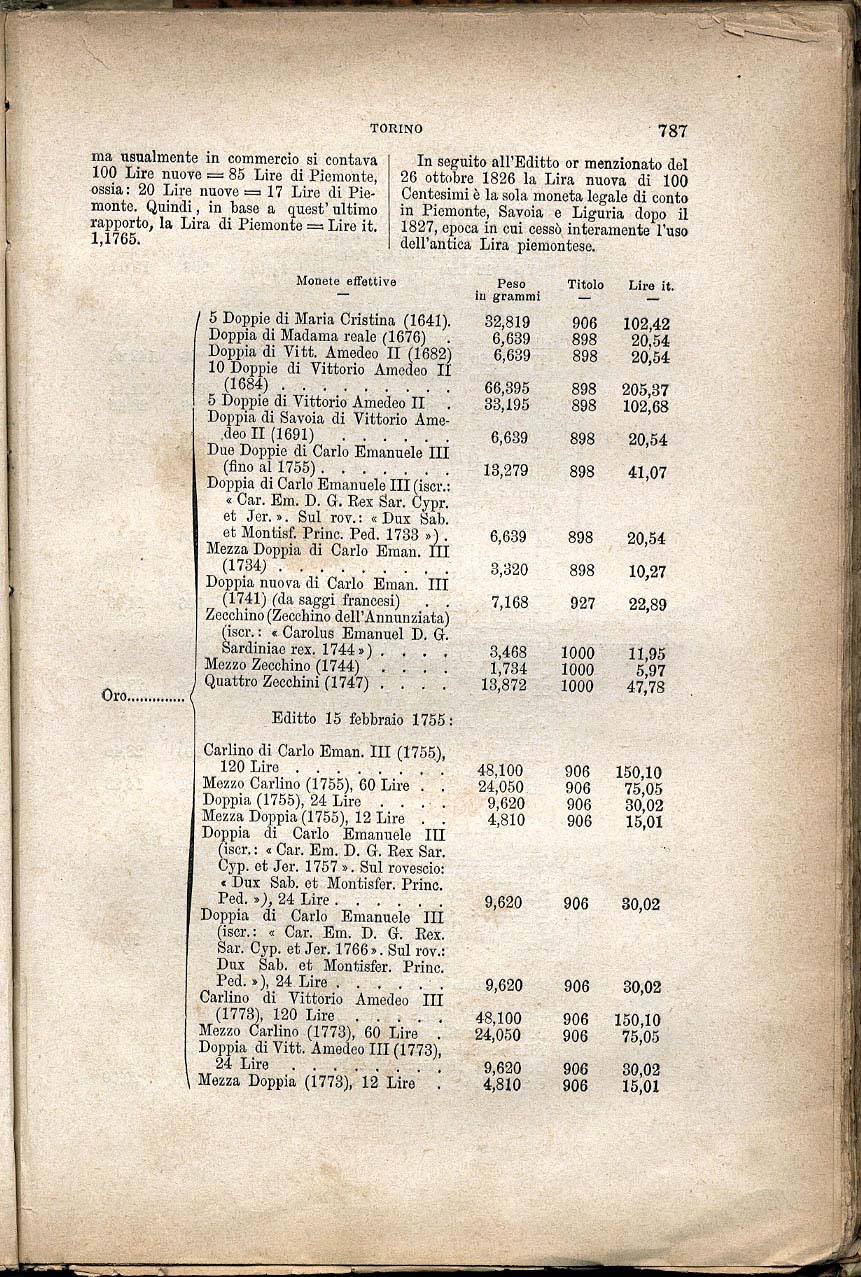 TORINO 787
ma usualmente in commercio si contava
100 Lire nuove = 85 Lire di Piemonte,
ossia: 20 Lire nuove = 17 Lire di Pie-
monte. Quindi, in base a quest' ultimo
rapporto, la Lira di Piemonte = Lire it.
1,1765.
In seguito all'Editto or menzionato del
26 ottobre 1826 la Lira nuova di 100
Centesimi è la sola moneta legale di conto
in Piemonte, Savoia e Liguria dopo il
1827, epoca in cui cessò interamente l'uso
dell'antica Lira piemontese.
Monete effettive Peso Titolo Lire it.
in grammi
5 Doppie di Maria Cristina (1641). 32,819 906 102,42
Doppia di Madama reale (1676) . 6,639 898 20,54
Doppia di Vitt. Amedeo II (1682) 6,639 898 20,54
10 Doppie di Vittorio Amedeo II
(1684) . . . . . . . . . 66,395 898 205,37
5 Doppie di Vittorio Amedeo II . 33,195 898 102,68
Doppia di Savoia di Vittorio Ame-
deo II (1691) . . . . . . 6,639 898 20,54
Due Doppie di Carlo Emanuele III
(fino al 1755) . . . . . . . 13,279 898 41,07
Doppia di Carlo Emanuele III (iscr.:
« Car. Em. D. G. Rex Sar. Cypr.
et Jer. ». Sul rov.: « Dux Sab.
et Montisf. Princ. Ped. 1733 ») . 6,639 898 20,54
Mezza Doppia di Carlo Eman. III
(1734) . . . . . . . . . 3,320 898 10,27
Doppia nuova di Carlo Eman. III
(1741) (da saggi francesi) . . 7,168 927 22,89
Zecchino (Zecchino dell'Annunziata)
(iscr.: « Carolus Emanuel D. G.
Sardiniae rex. 1744 ») . . . . 3,468 1000 11,95
Mezzo Zecchino (1744) . . . . 1,734 1000 5,97
Quattro Zecchini (1747) . . . . 13,872 1000 47,78
Oro..............
Editto 15 febbraio 1755:
Carlino di Carlo Eman. III (1755),
120 Lire . . . . . . . . 48,100 906 150,10
Mezzo Carlino (1755), 60 Lire . . 24,050 906 75,05
Doppia (1755), 24 Lire . . . . 9,620 906 30,02
Mezza Doppia (1755), 12 Lire . . 4,810 906 15,01
Doppia di Carlo Emanuele III
(iscr.: « Car. Em. D. G. Rex Sar.
Cyp. et Jer. 1757 ». Sul rovescio:
« Dux Sab. et Montisfer. Princ.
Ped. »), 24 Lire . . . . . . 9,620 906 30,02
Doppia di Carlo Emanuele III
(iscr.: « Car. Em. D. G. Rex.
Sar. Cyp. et Jer. 1766 ». Sul rov.:
Dux Sab. et Montisfer. Princ.
Ped. »), 24 Lire . . . . . . 9,620 906 30,02
Carlino di Vittorio Amedeo III
(1773), 120 Lire . . . . . 48,100 906 150,10
Mezzo Carlino (1773), 60 Lire . 24,050 906 75,05
Doppia di Vitt. Amedeo III (1773),
24 Lire . . . . . . . . 9,620 906 30,02
Mezza Doppia (1773), 12 Lire . 4,810 906 15,01